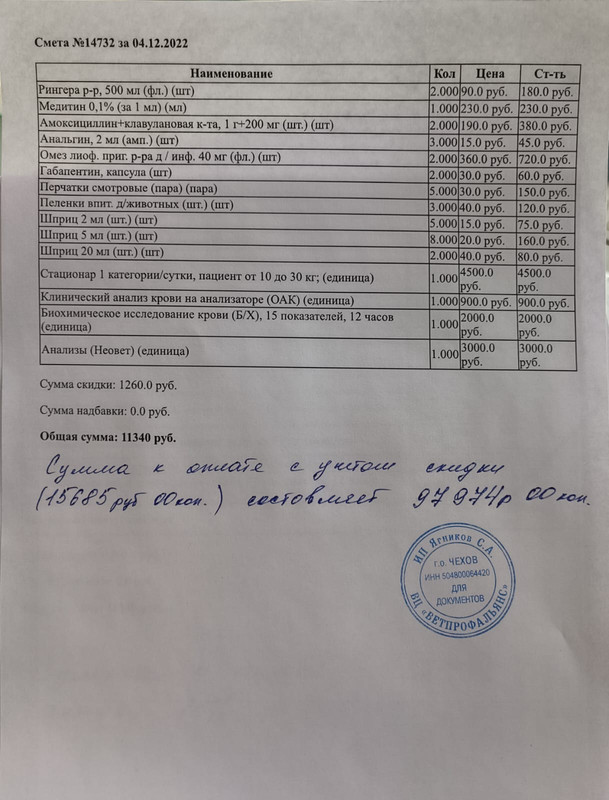 Смета №14732 за 04.12.2022
Наименование Кол Цена Ст-ть
Рингера р-р, 500 мл (фл.) (шт) 2.000 90.0 руб. 180.0 руб.
Медитин 0,1% (за 1 мл) (мл) 1.000 230.0 руб. 230.0 руб.
Амоксициллин+клавулановая к-та, 1 г+200 мг (шт.) (шт) 2.000 190.0 руб. 380.0 руб.
Анальгин, 2 мл (амп.) (шт) 3.000 15.0 руб. 45.0 руб.
Омез лиоф. приг. р-ра д / инф. 40 мг (фл.) (шт) 2.000 360.0 руб. 720.0 руб.
Габапентин, капсула (шт) 2.000 30.0 руб. 60.0 руб.
Перчатки смотровые (пара) (пара) 5.000 30.0 руб. 150.0 руб.
Пеленки впит. д/животных (шт.) (шт) 3.000 40.0 руб. 120.0 руб.
Шприц 2 мл (шт.) (шт) 5.000 15.0 руб. 75.0 руб.
Шприц 5 мл (шт.) (шт) 8.000 20.0 руб. 160.0 руб.
Шприц 20 мл (шт.) (шт) 2.000 40.0 руб. 80.0 руб.
Стационар 1 категории/сутки, пациент от 10 до 30 кг; (единица) 1.000 4500.0 руб. 4500.0 руб.
Клинический анализ крови на анализаторе (ОАК) (единица) 1.000 900.0 руб. 900.0 руб.
Биохимическое исследование крови (Б/Х), 15 показателей, 12 часов
(единица) 1.000 2000.0 руб. 2000.0 руб.
Анализы (Неовет) (единица) 1.000 3000.0 руб. 3000.0 руб.
Сумма скидки: 1260.0 руб.
Сумма надбавки: 0.0 руб.
Общая сумма: 11340 руб.
Сумма к оплате с учетом скидки
(15685 руб 00 коп.) составляет 97 974р 00 коп.
ИП Ягников С.А.
г.о. ЧЕХОВ
ИНН 504800064420
ДЛЯ
ДОКУМЕНТОВ
ВЦ «ВЕТПРОФАЛЬЯНС»